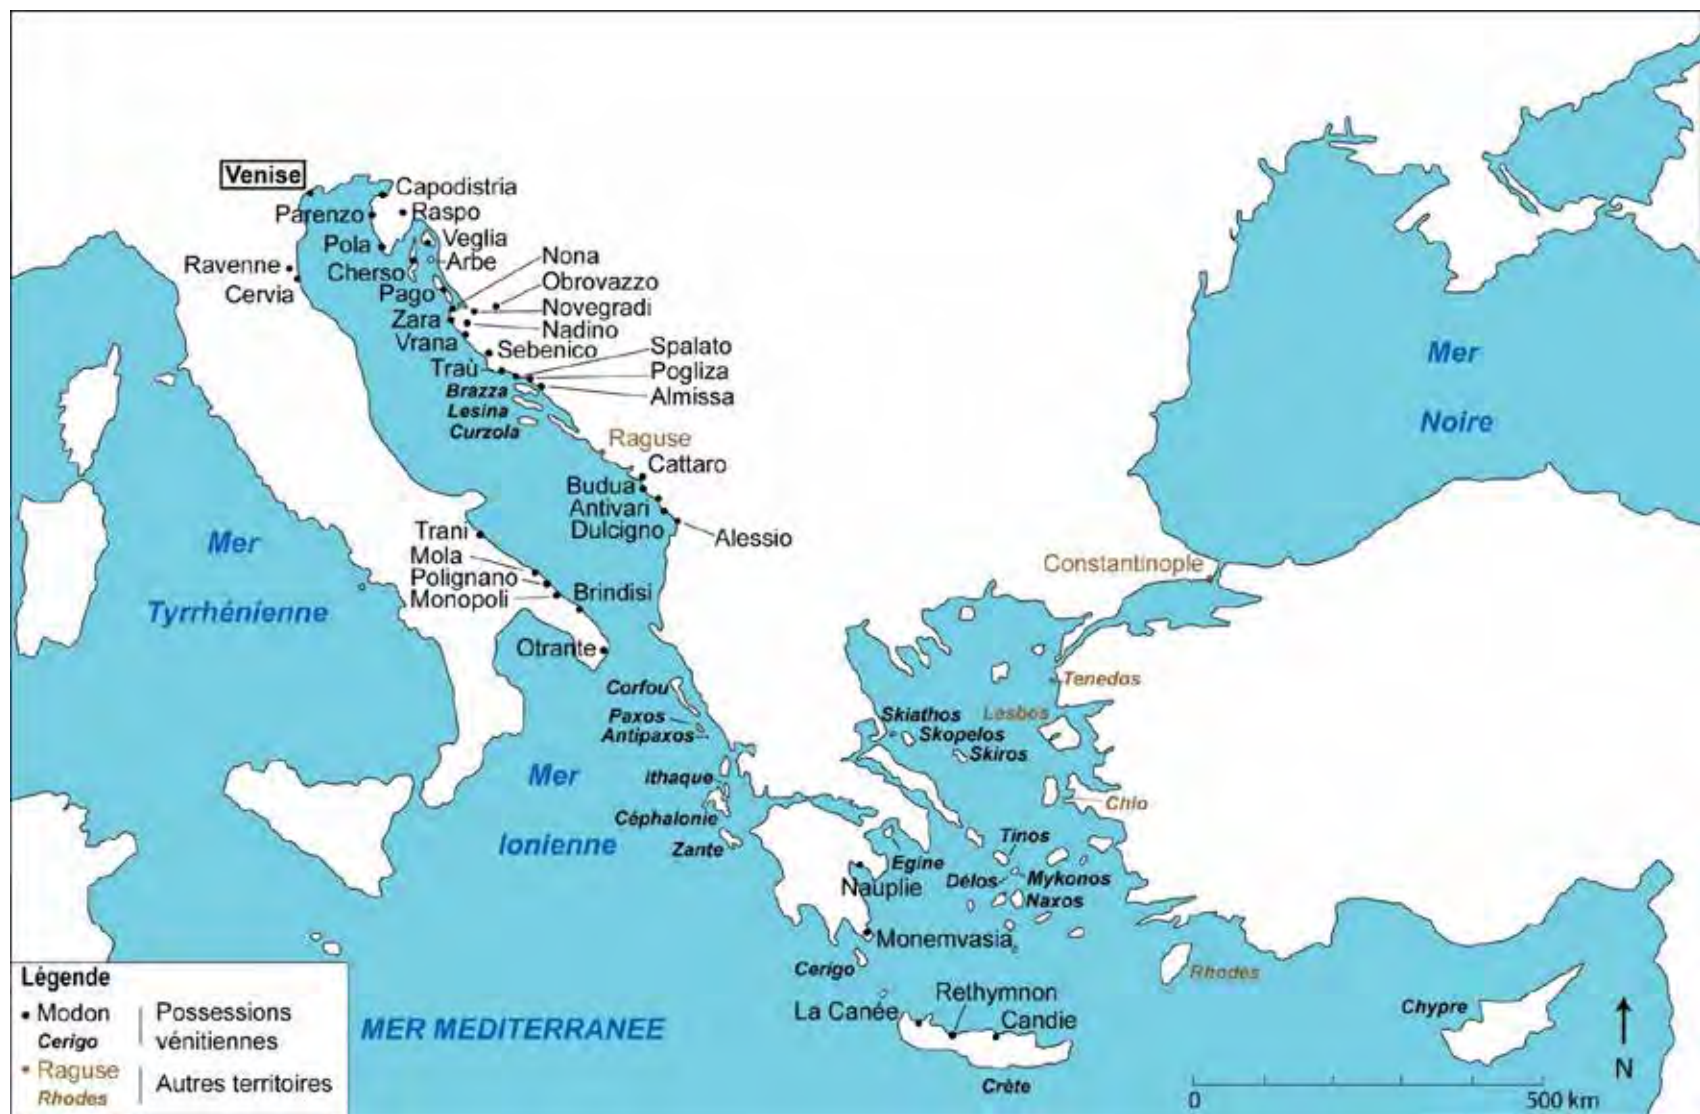 Venise
Capodistria
Parenzo
Raspo
Pola
Veglia
Cherso
Arbe
Nona
Ravenne
Cervia
Pago
Obrovazzo
Novegradi
Zara
Nadino
Vrana
Sebenico
Spalato
Traù
Pogliza
Brazza
Almissa
Lesina
Curzola
Raguse
Cattaro
Budua
Antivari
Dulcigno
Alessio
Trani
Mola
Polignano
Monopoli
Brindisi
Otrante
Mer
Tyrrhénienne
Mer
Noire
Constantinople
Corfou
Paxos
Antipaxos
Tenedos
Lesbos
Skiathos
Skopelos
Skiros
Ithaque
Céphalonie
Zante
Mer
Ionienne
Chio
Tinos
Egine
Nauplie
Délos
Mykonos
Naxos
Monemvasia
Cerigo
Rhodes
La Canée
Rethymnon
Candie
Crète
Chypre
MER MEDITERRANEE
Légende
Modon
Cerigo
Possessions
vénitiennes
Raguse
Rhodes
Autres territoires
N
0 500 km